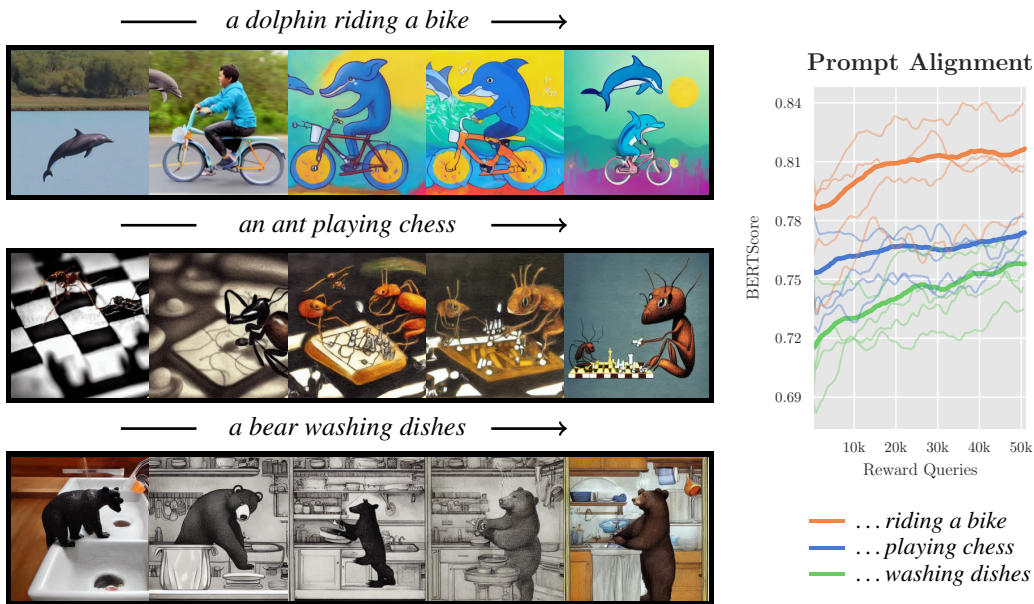 a dolphin riding a bike
an ant playing chess
a bear washing dishes
Prompt Alignment
0.84
0.81
0.78
0.75
0.72
0.69
BERTScore
10k 20k 30k 40k 50k
Reward Queries
... riding a bike
... playing chess
... washing dishes